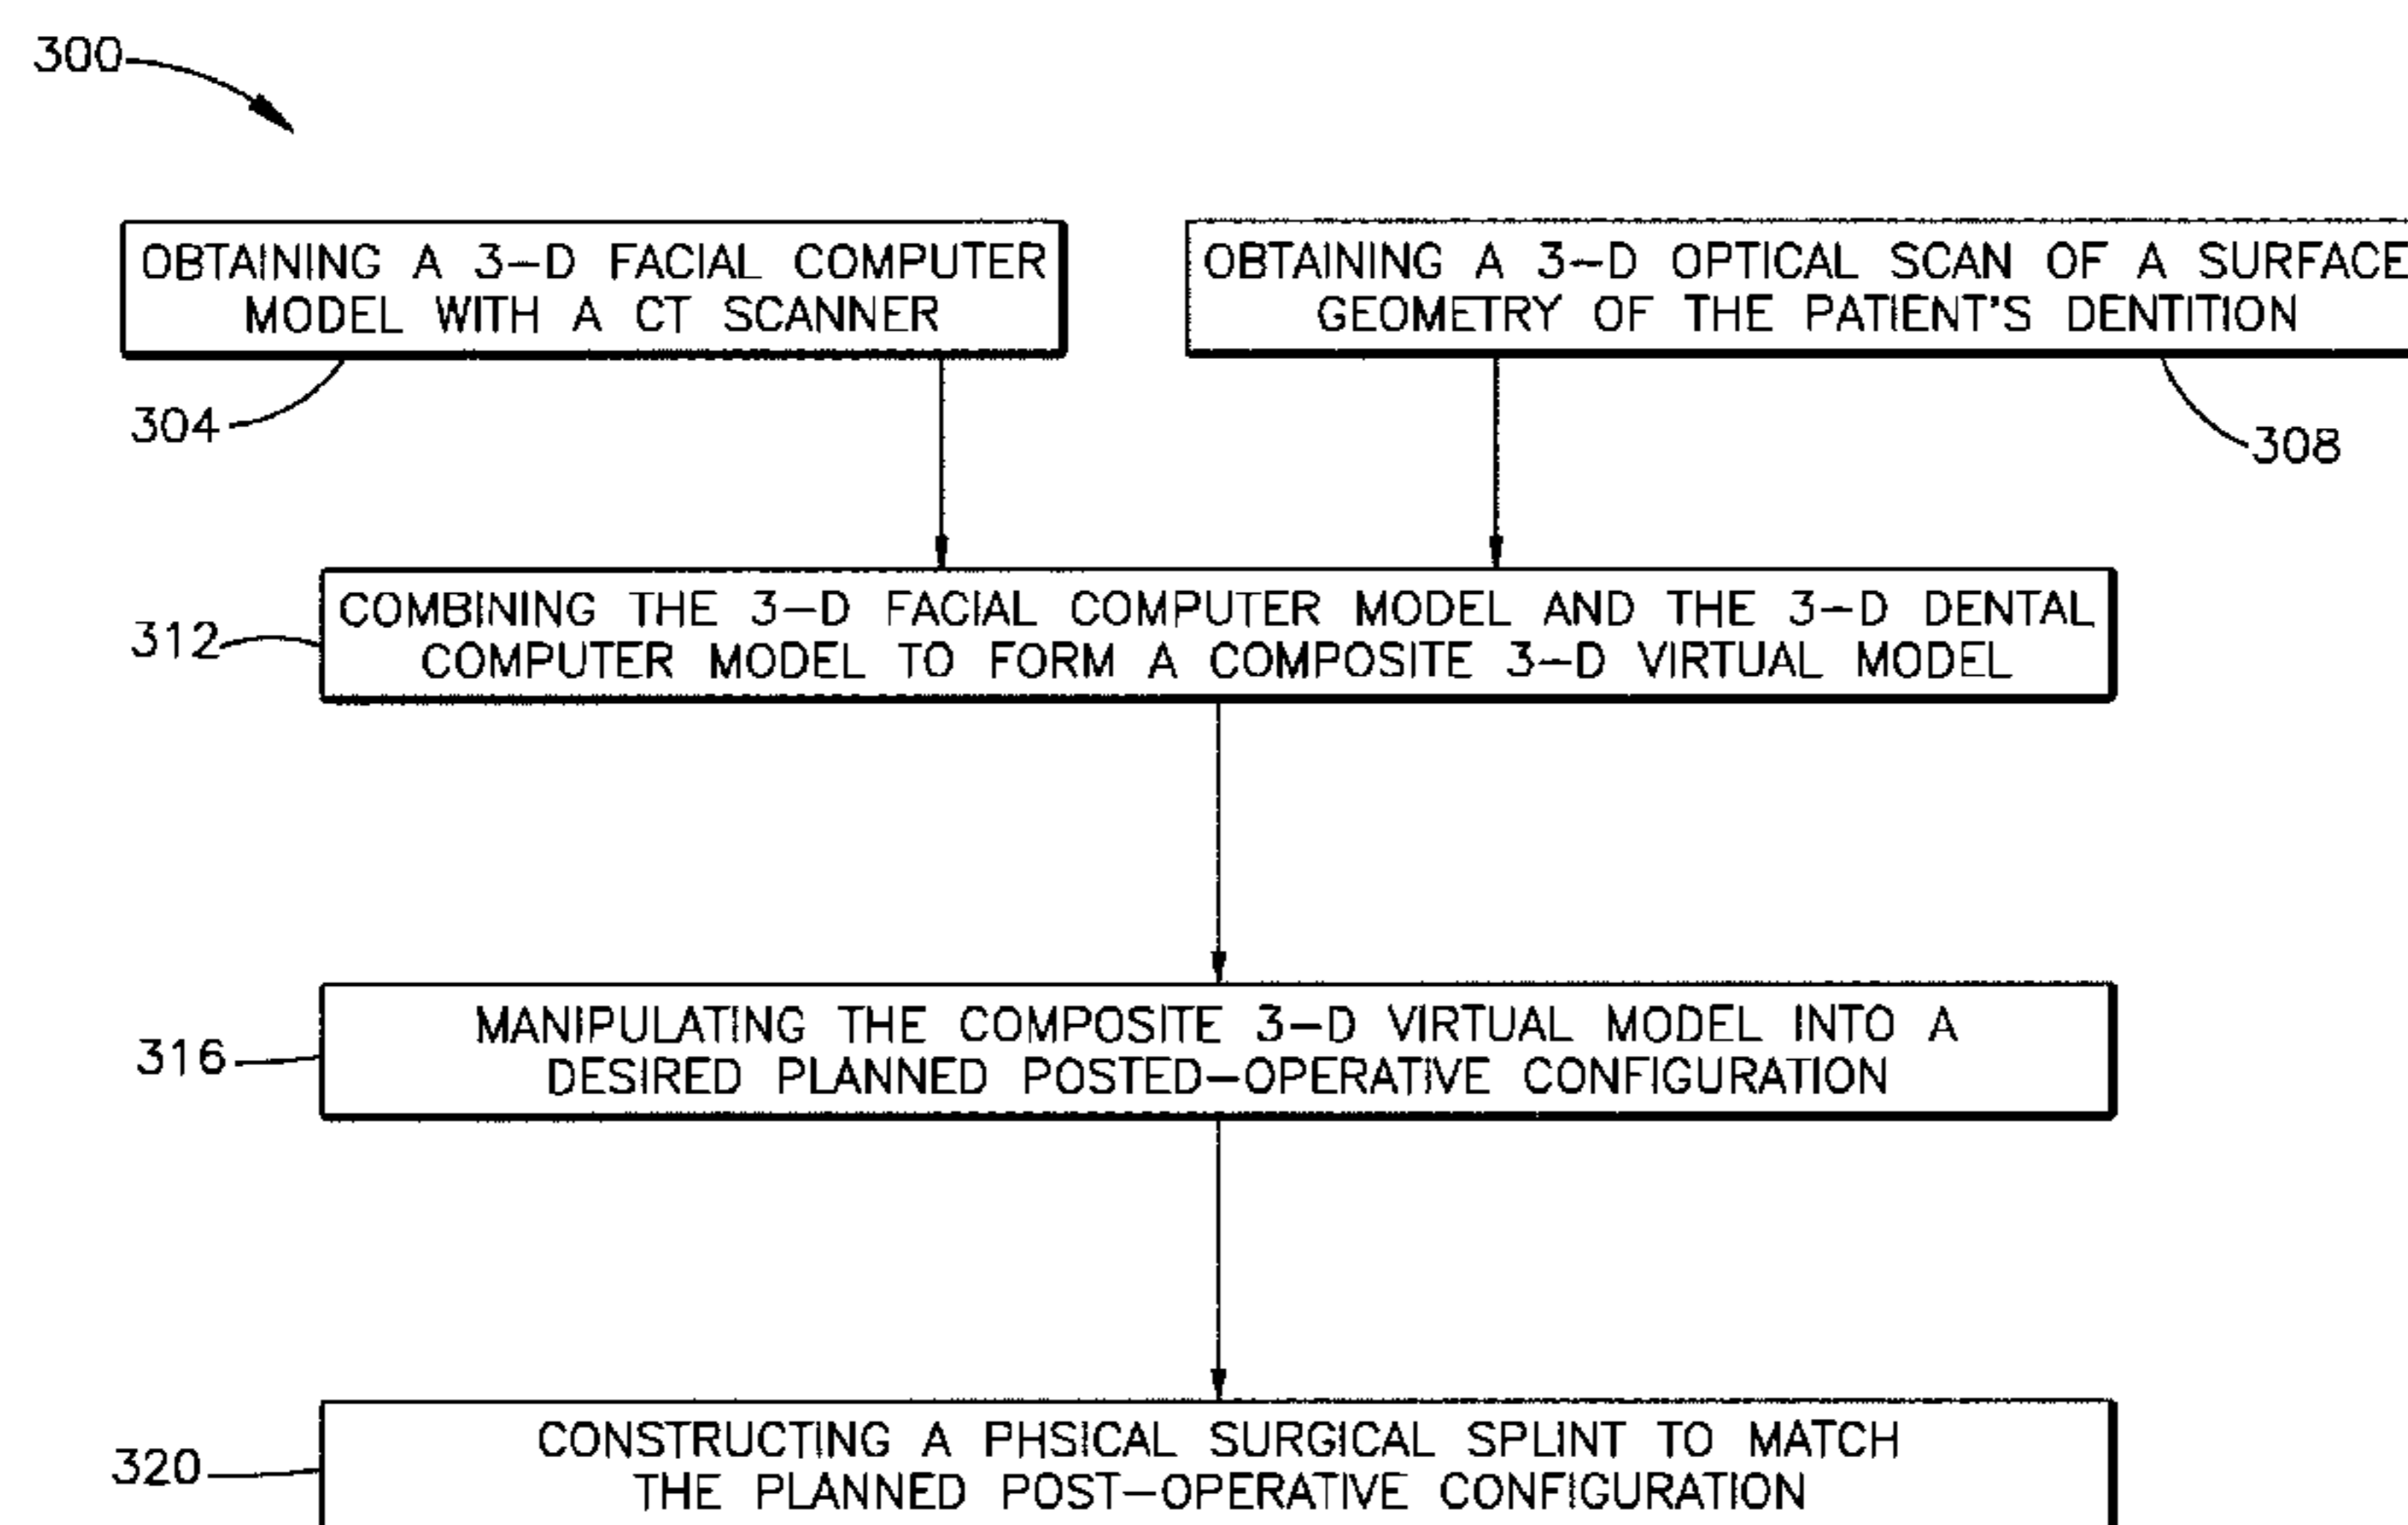 300
OBTAINING A 3-D FACIAL COMPUTER
MODEL WITH A CT SCANNER
304
OBTAINING A 3-D OPTICAL SCAN OF A SURFACE
GEOMETRY OF THE PATIENT'S DENTITION
308
312
COMBINING THE 3-D FACIAL COMPUTER MODEL AND THE 3-D DENTAL
COMPUTER MODEL TO FORM A COMPOSITE 3-D VIRTUAL MODEL
316
MANIPULATING THE COMPOSITE 3-D VIRTUAL MODEL INTO A
DESIRED PLANNED POSTED-OPERATIVE CONFIGURATION
320
CONSTRUCTING A PHSICAL SURGICAL SPLINT TO MATCH
THE PLANNED POST-OPERATIVE CONFIGURATION